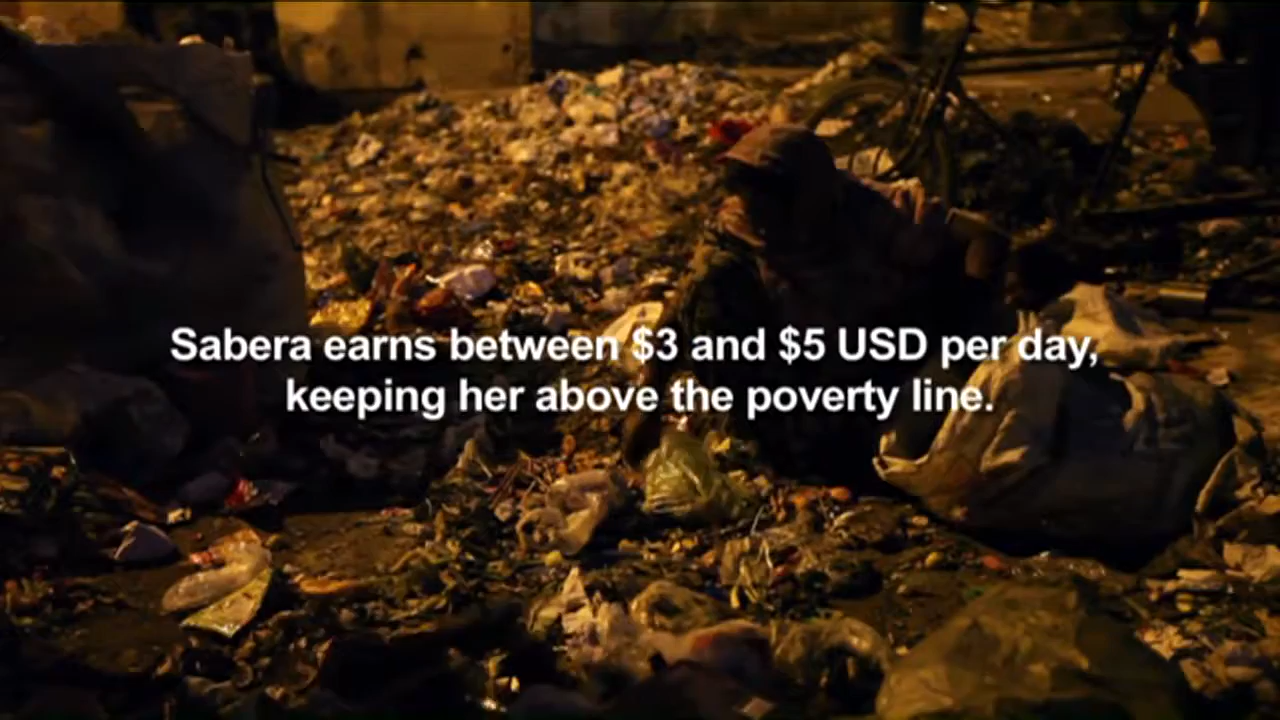 Sabera earns between $3 and $5 USD per day,
keeping her above the poverty line.